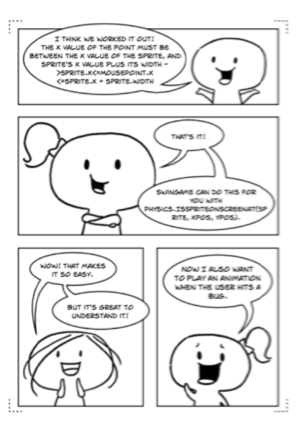 I THINK WE WORKED IT OUT!
THE X VALUE OF THE POINT MUST BE
BETWEEN THE X VALUE OF THE SPRITE, AND
SPRITE'S X VALUE PLUS ITS WIDTH -
>SPRITE.X<=MOUSEPOINT.X
<=SPRITE.X + SPRITE.WIDTH
THAT'S IT!
SWINGAME CAN DO THIS FOR
YOU WITH
PHYSICS.ISSPRITEONSCREENAT(SP
RITE, XPOS, YPOS).
WOW! THAT MAKES
IT SO EASY.
BUT IT'S GREAT TO
UNDERSTAND IT!
NOW I ALSO WANT
TO PLAY AN ANIMATION
WHEN THE USER HITS A
BUG.